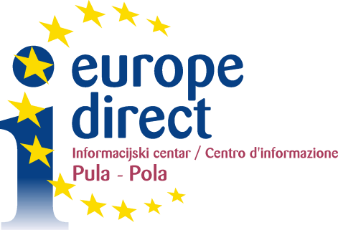 europe
direct
Informacijski centar / Centro d'informazione
Pula - Pola